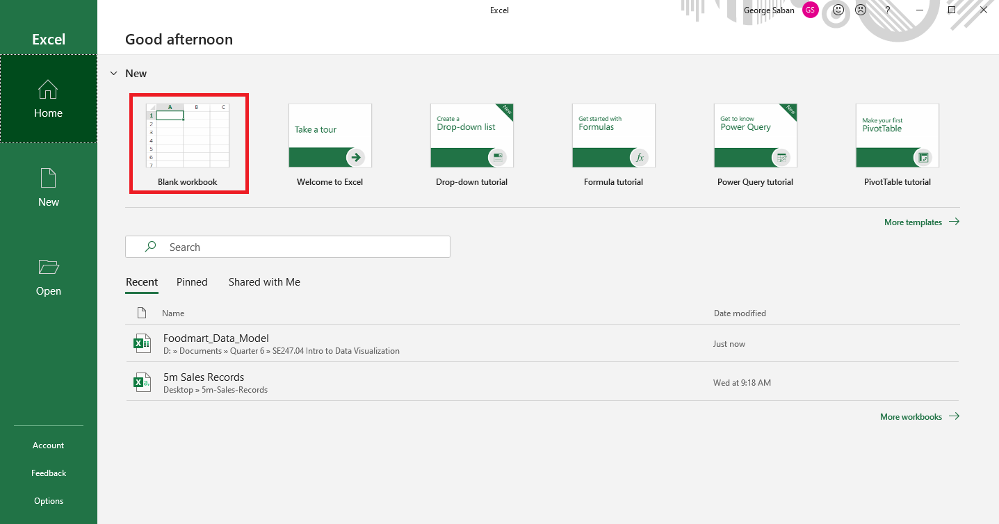 Excel
George Saban GS ?
Excel
Good afternoon
Home
New
Open
Account
Feedback
Options
New
A B C
1
2
3
4
5
6
7
Blank workbook
Take a tour
Welcome to Excel
New
Create a
Drop-down list
Drop-down tutorial
Get started with
Formulas
fx
Formula tutorial
New
Get to know
Power Query
Power Query tutorial
Make your first
PivotTable
PivotTable tutorial
More templates
Search
Recent Pinned Shared with Me
Name Date modified
Foodmart_Data_Model
D: » Documents » Quarter 6 » SE247.04 Intro to Data Visualization
Just now
5m Sales Records
Desktop » 5m-Sales-Records
Wed at 9:18 AM
More workbooks